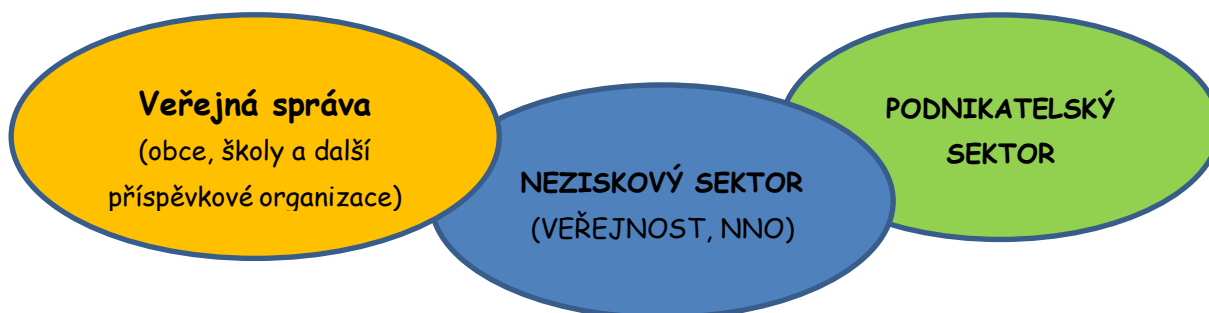 Veřejná správa
(obce, školy a další
příspěvkové organizace)
NEZISKOVÝ SEKTOR
(VEŘEJNOST, NNO)
PODNIKATELSKÝ
SEKTOR